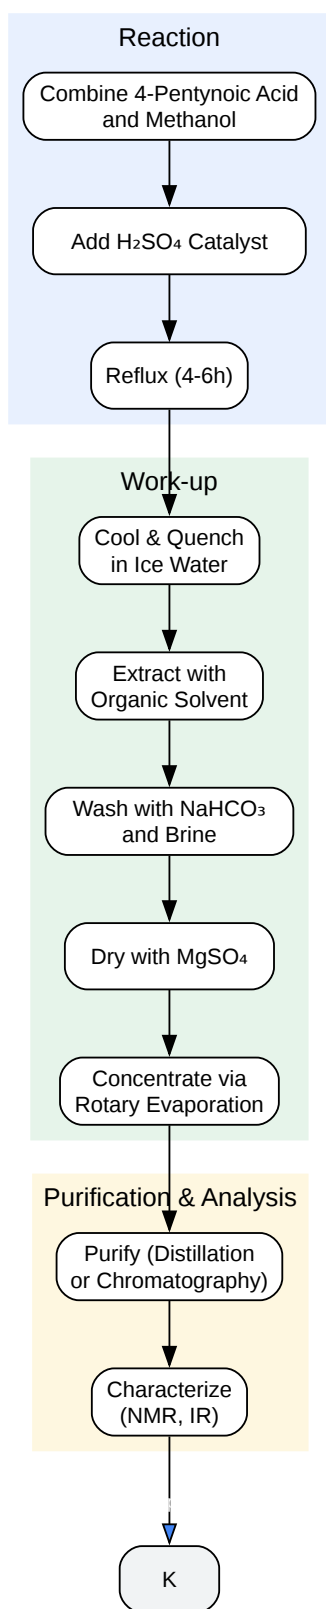 Reaction
Combine 4-Pentynoic Acid
and Methanol
Add H₂SO₄ Catalyst
Reflux (4-6h)
Work-up
Cool & Quench
in Ice Water
Extract with
Organic Solvent
Wash with NaHCO₃
and Brine
Dry with MgSO₄
Concentrate via
Rotary Evaporation
Purification & Analysis
Purify (Distillation
or Chromatography)
Characterize
(NMR, IR)
K